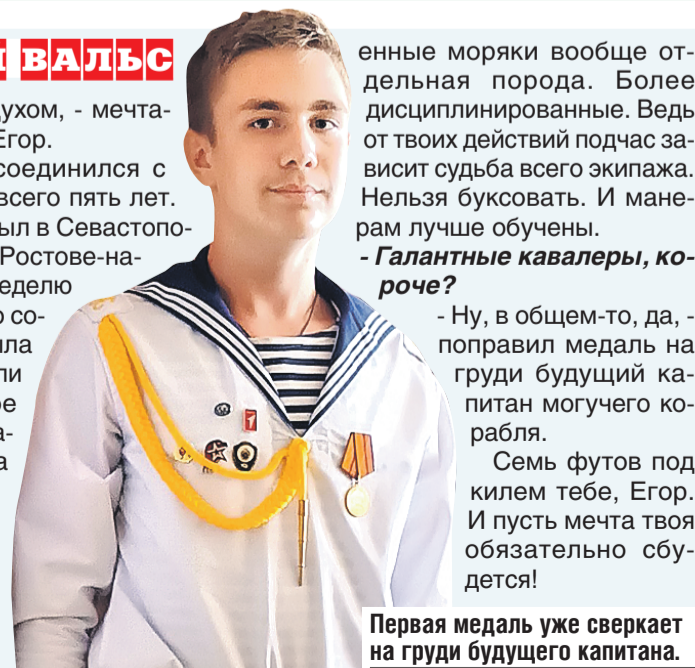 ВАЛЬС
духом, - мечта-
Егор.
соединился с
всего пять лет.
был в Севастопо-
Ростове-на-
еделю
со-
ла
ли
ое
а-
а
енные моряки вообще от-
дельная порода. Более
дисциплинированные. Ведь
от твоих действий подчас за-
висит судьба всего экипажа.
Нельзя буксовать. И мане-
рам лучше обучены.
- Галантные кавалеры, ко-
роче?
- Ну, в общем-то, да, -
поправил медаль на
груди будущий ка-
питан могучего ко-
рабля.
Семь футов под
килем тебе, Егор.
И пусть мечта твоя
обязательно сбу-
дется!
Первая медаль уже сверкает
на груди будущего капитана.